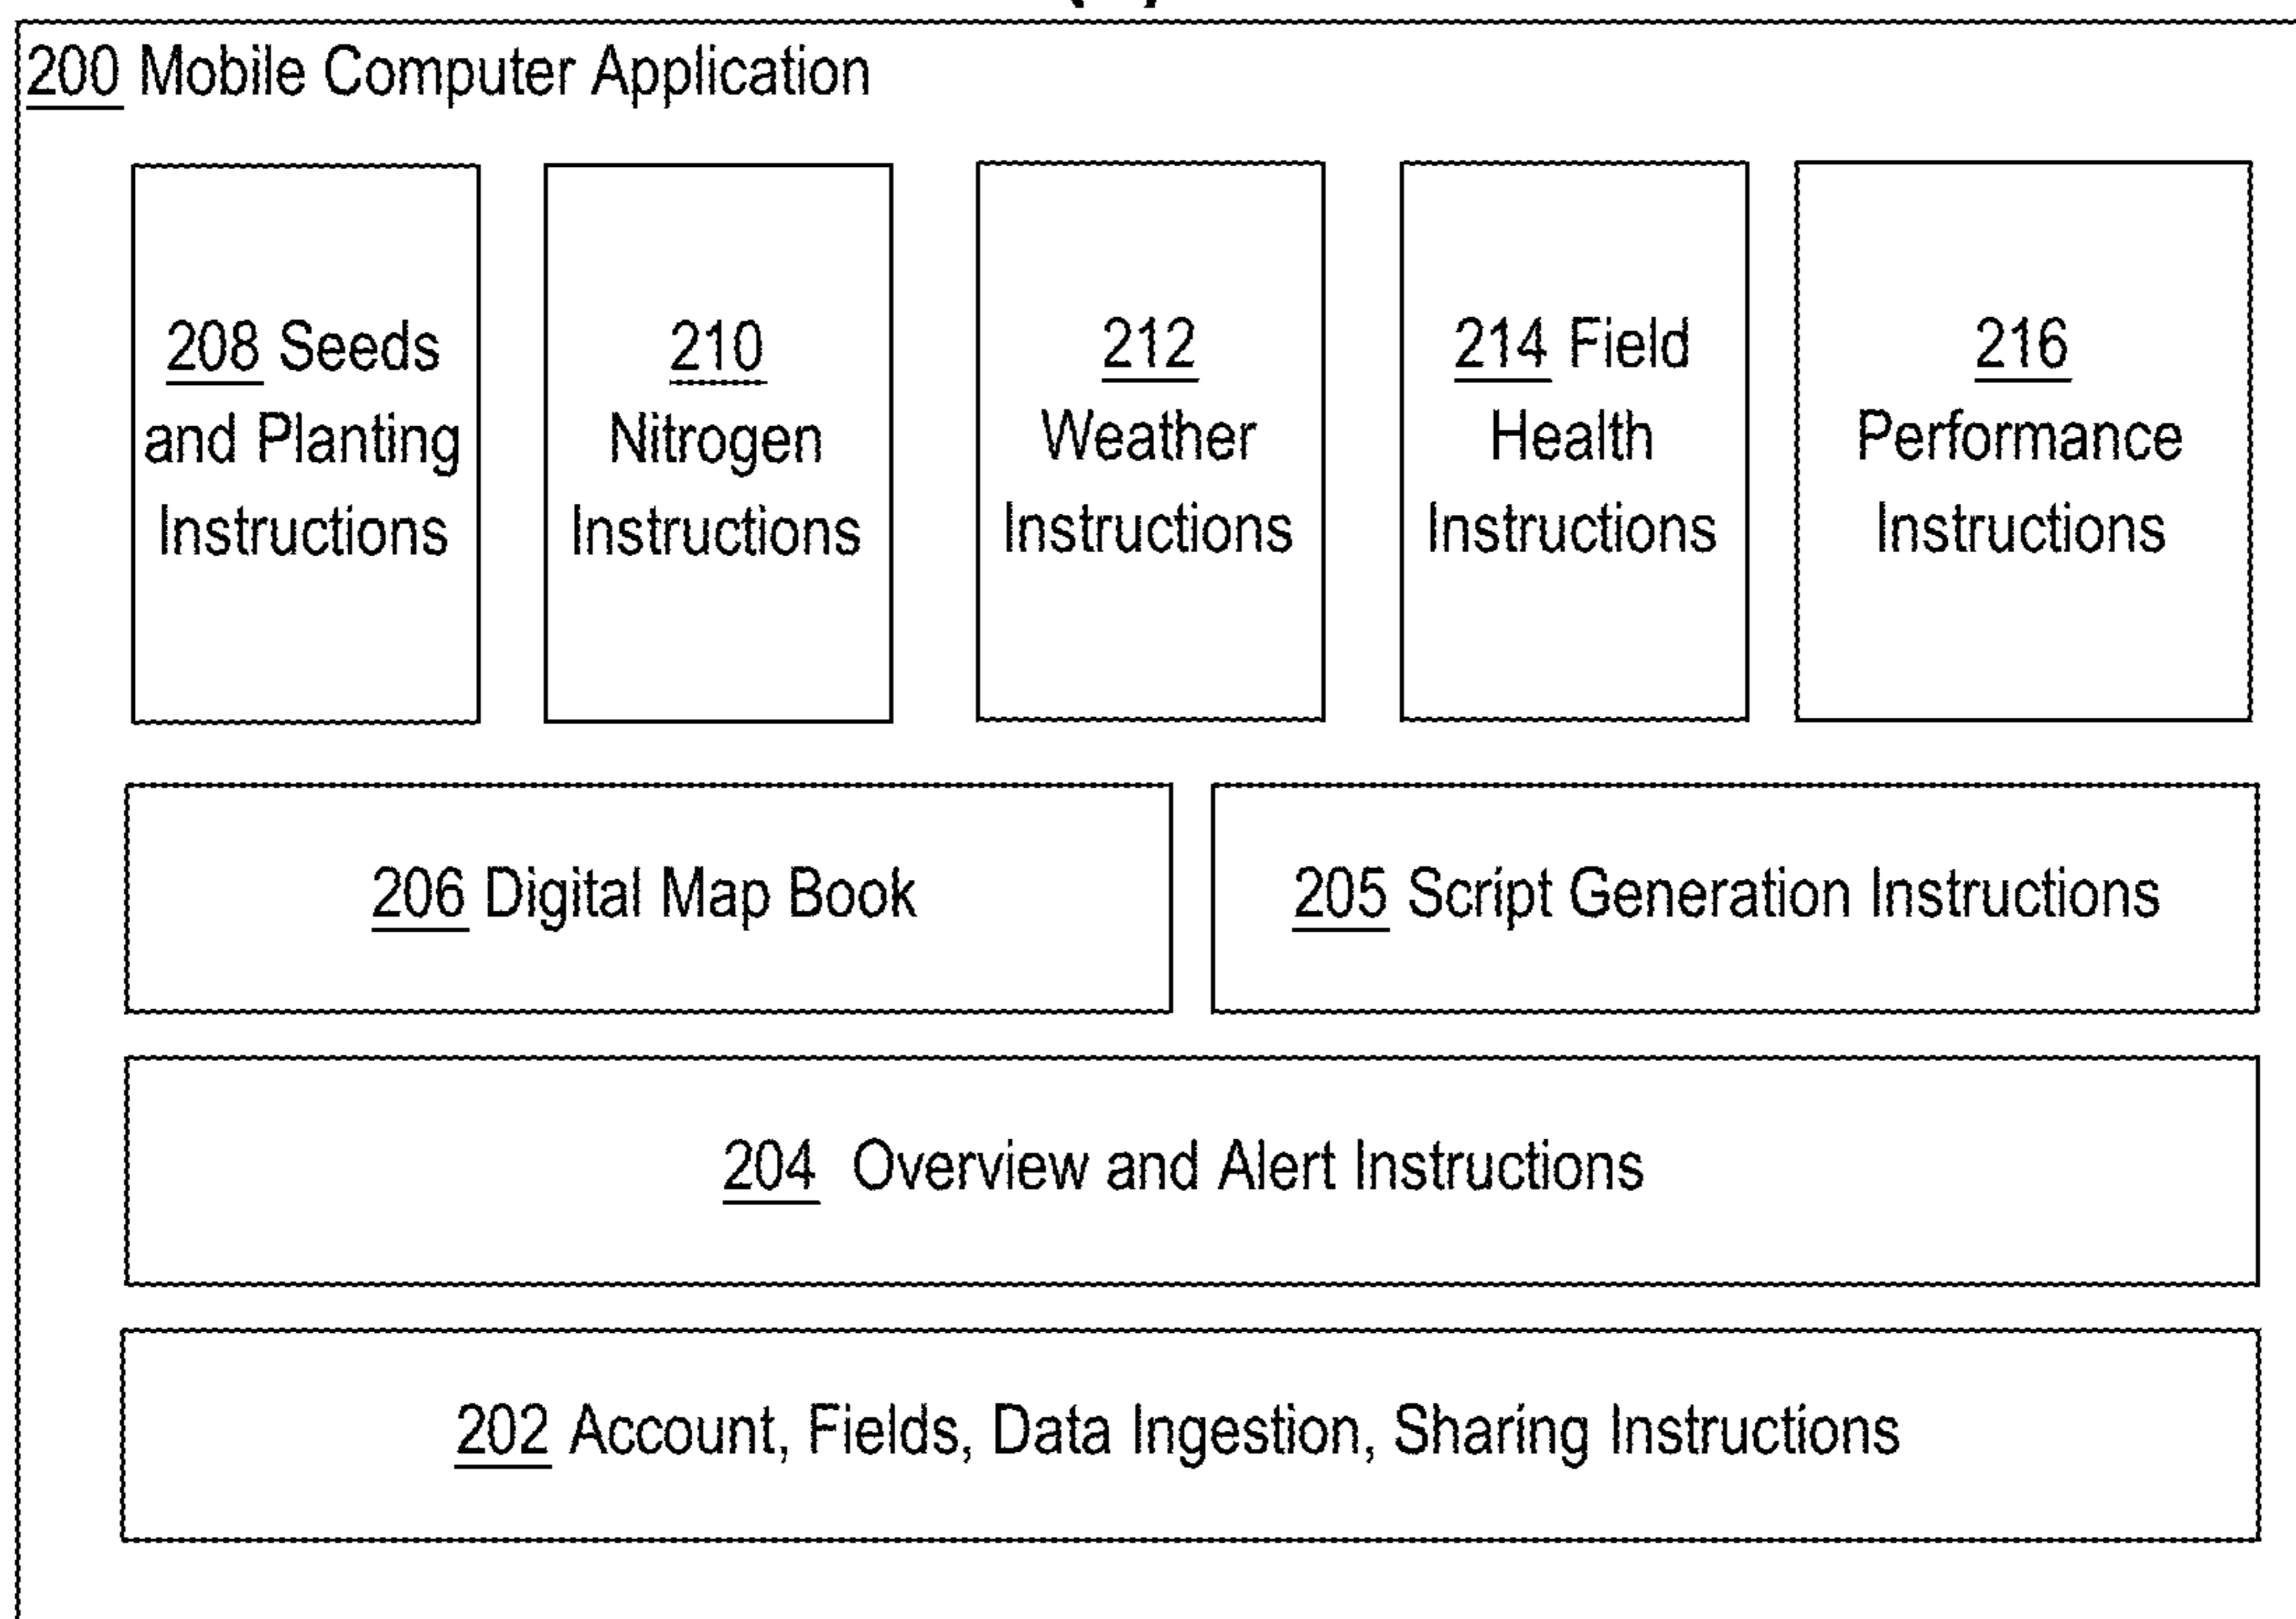 200 Mobile Computer Application
208 Seeds
and Planting
Instructions
210
Nitrogen
Instructions
212
Weather
Instructions
214 Field
Health
Instructions
216
Performance
Instructions
206 Digital Map Book
205 Script Generation Instructions
204 Overview and Alert Instructions
202 Account, Fields, Data Ingestion, Sharing Instructions